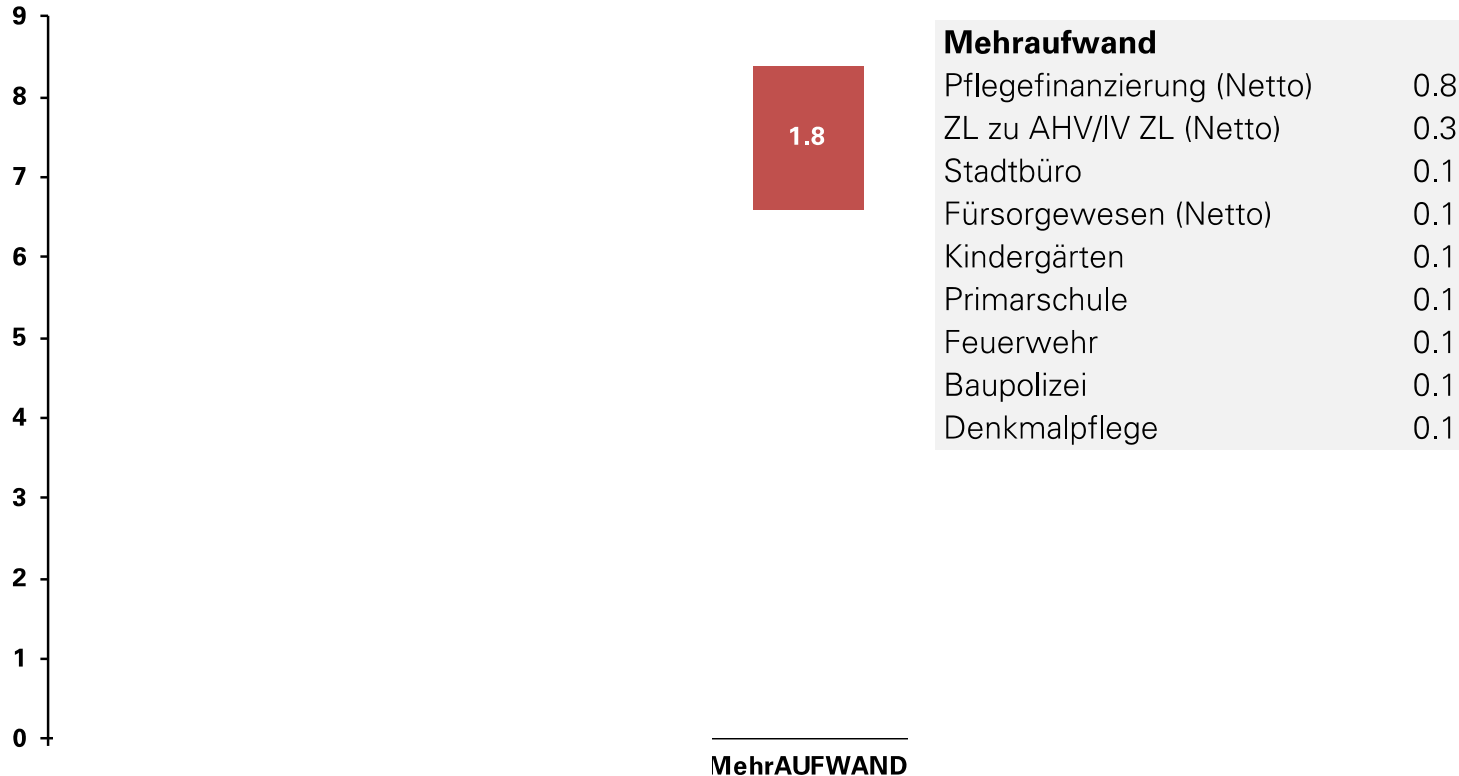 9
8
7
6
5
4
3
2
1
0
1.8
MehrAUFWAND
Mehraufwand
Pflegefinanzierung (Netto) 0.8
ZL zu AHV/IV ZL (Netto) 0.3
Stadtbüro 0.1
Fürsorgewesen (Netto) 0.1
Kindergärten 0.1
Primarschule 0.1
Feuerwehr 0.1
Baupolizei 0.1
Denkmalpflege 0.1